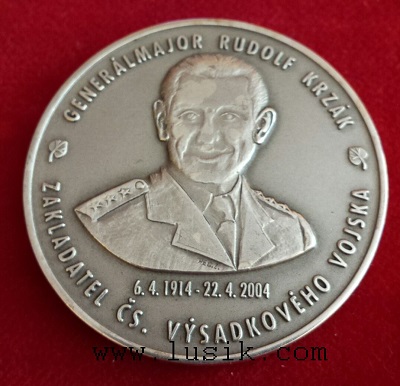 GENERÁLMAJOR RUDOLF KRZÁK
6.4.1914-22.4.2004
ZAKLADATEL ČS. VÝSADKOVÉHO VOJSKA
www.lusik.com